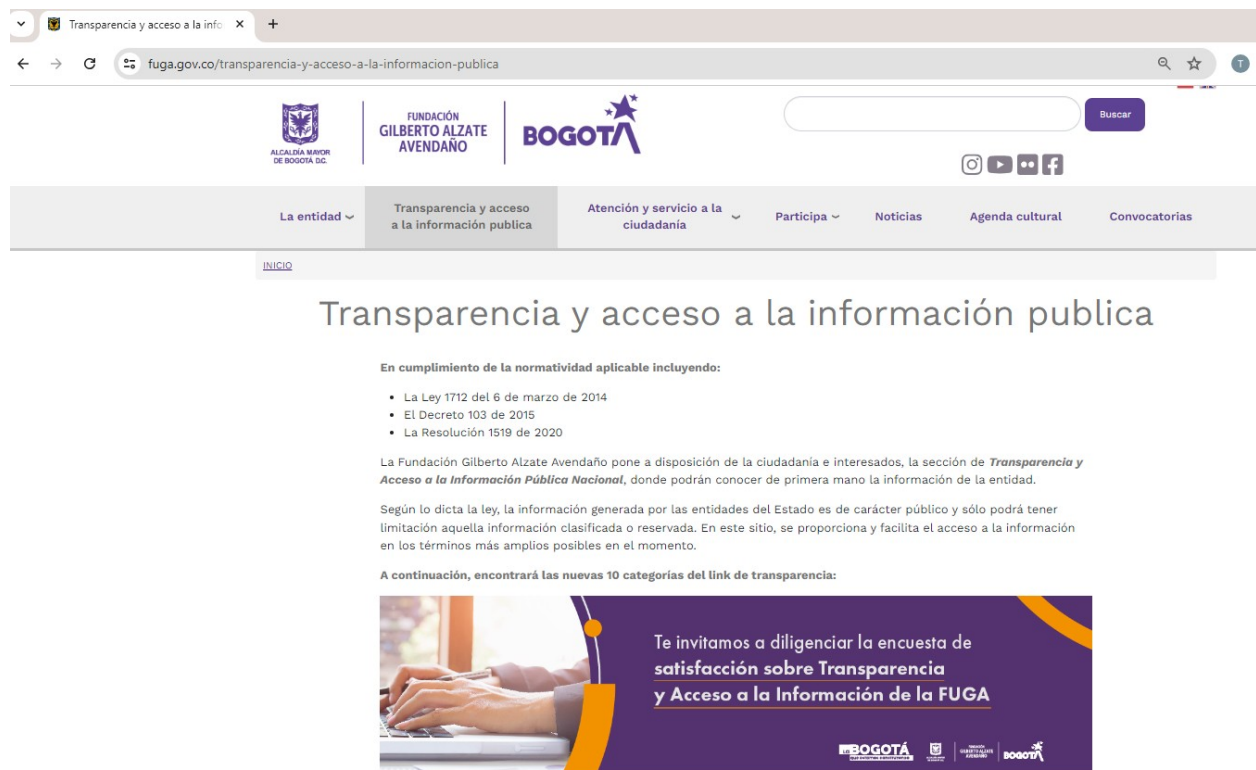 Transparencia y acceso a la info
fuga.gov.co/transparencia-y-acceso-a-la-informacion-publica
T
ALCALDÍA MAYOR
DE BOGOTÁ D.C.
FUNDACIÓN
GILBERTO ALZATE
AVENDAÑO
BOGOTÁ
Buscar
La entidad
Transparencia y acceso
a la información publica
Atención y servicio a la
ciudadanía
Participa
Noticias
Agenda cultural
Convocatorias
INICIO
Transparencia y acceso a la información publica
En cumplimiento de la normatividad aplicable incluyendo:
• La Ley 1712 del 6 de marzo de 2014
• El Decreto 103 de 2015
• La Resolución 1519 de 2020
La Fundación Gilberto Alzate Avendaño pone a disposición de la ciudadanía e interesados, la sección de Transparencia y
Acceso a la Información Pública Nacional, donde podrán conocer de primera mano la información de la entidad.
Según lo dicta la ley, la información generada por las entidades del Estado es de carácter público y sólo podrá tener
limitación aquella información clasificada o reservada. En este sitio, se proporciona y facilita el acceso a la información
en los términos más amplios posibles en el momento.
A continuación, encontrará las nuevas 10 categorías del link de transparencia:
Te invitamos a diligenciar la encuesta de
satisfacción sobre Transparencia
y Acceso a la Información de la FUGA
BOGOTÁ
BOGOTÁ